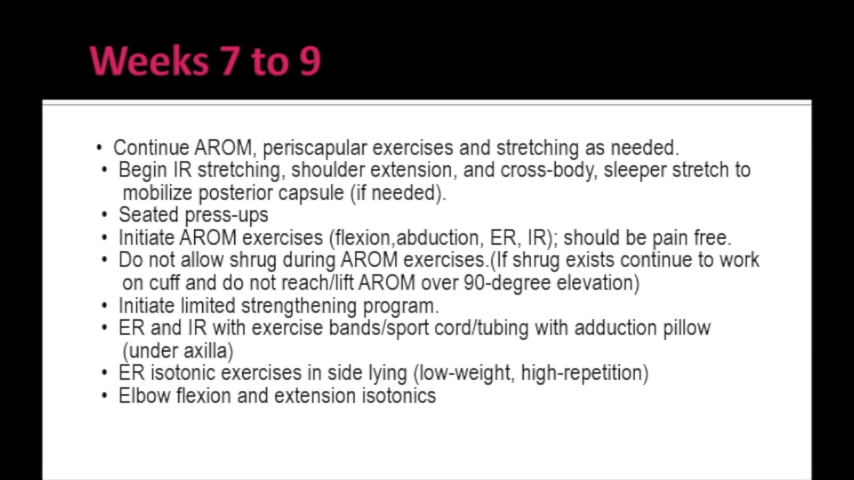 Weeks 7 to 9
• Continue AROM, periscapular exercises and stretching as needed.
• Begin IR stretching, shoulder extension, and cross-body, sleeper stretch to
mobilize posterior capsule (if needed).
• Seated press-ups
• Initiate AROM exercises (flexion,abduction, ER, IR); should be pain free.
• Do not allow shrug during AROM exercises.(If shrug exists continue to work
on cuff and do not reach/lift AROM over 90-degree elevation)
• Initiate limited strengthening program.
• ER and IR with exercise bands/sport cord/tubing with adduction pillow
(under axilla)
• ER isotonic exercises in side lying (low-weight, high-repetition)
• Elbow flexion and extension isotonics